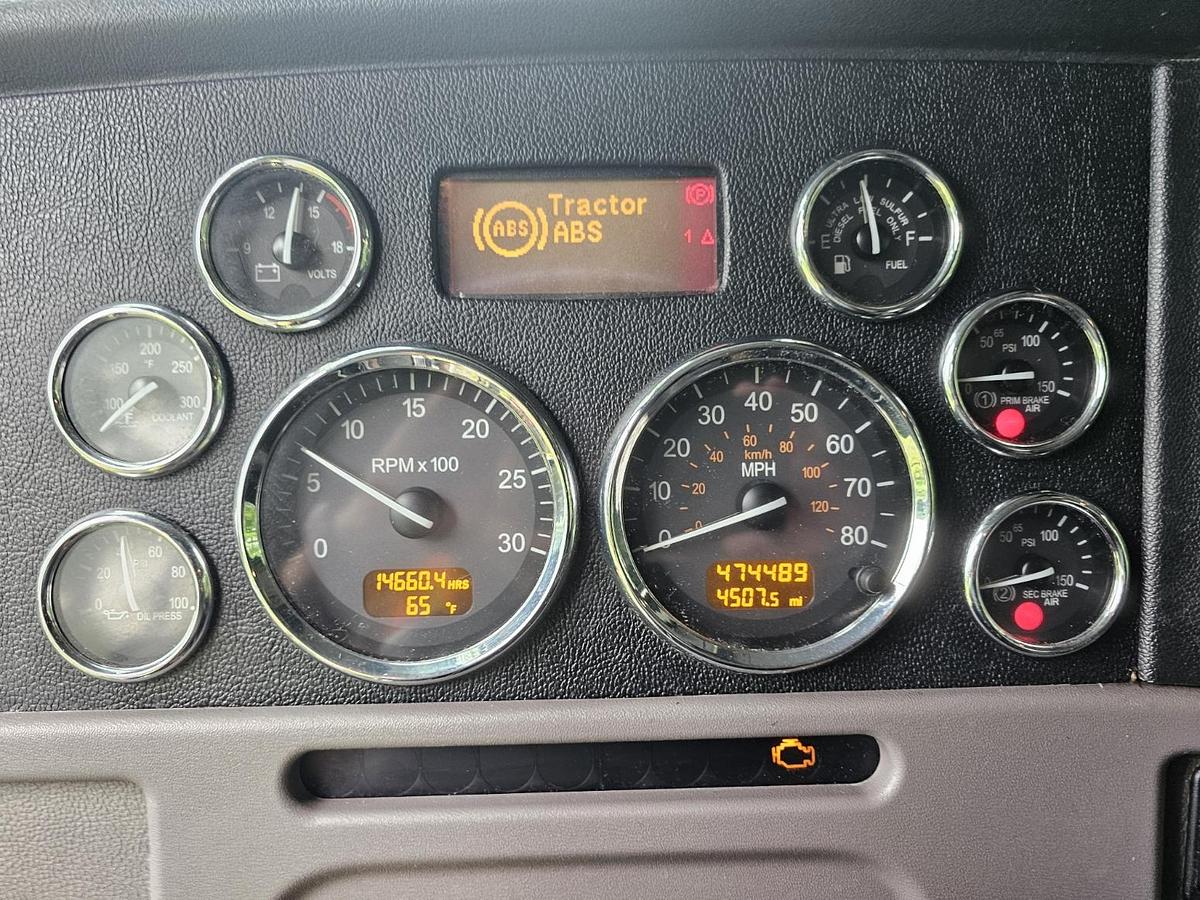 ABS
Tractor
ABS
P
1
12
15
9
18
VOLTS
ULTRA LOW SULFUR
DIESEL FUEL ONLY
E
F
FUEL
200
150
°F
250
100
300
COOLANT
50
65
100
PSI
0
150
(1)
PRIM BRAKE
AIR
15
10
20
RPM x 100
5
25
0
30
14660.4 HRS
65 °F
40
30
50
60
20
40
80
60
km/h
MPH
100
10
20
70
120
0
0
80
474489
4507.5 mi
60
20
80
0
100
OIL PRESS
50
65
100
PSI
0
150
(2)
SEC BRAKE
AIR